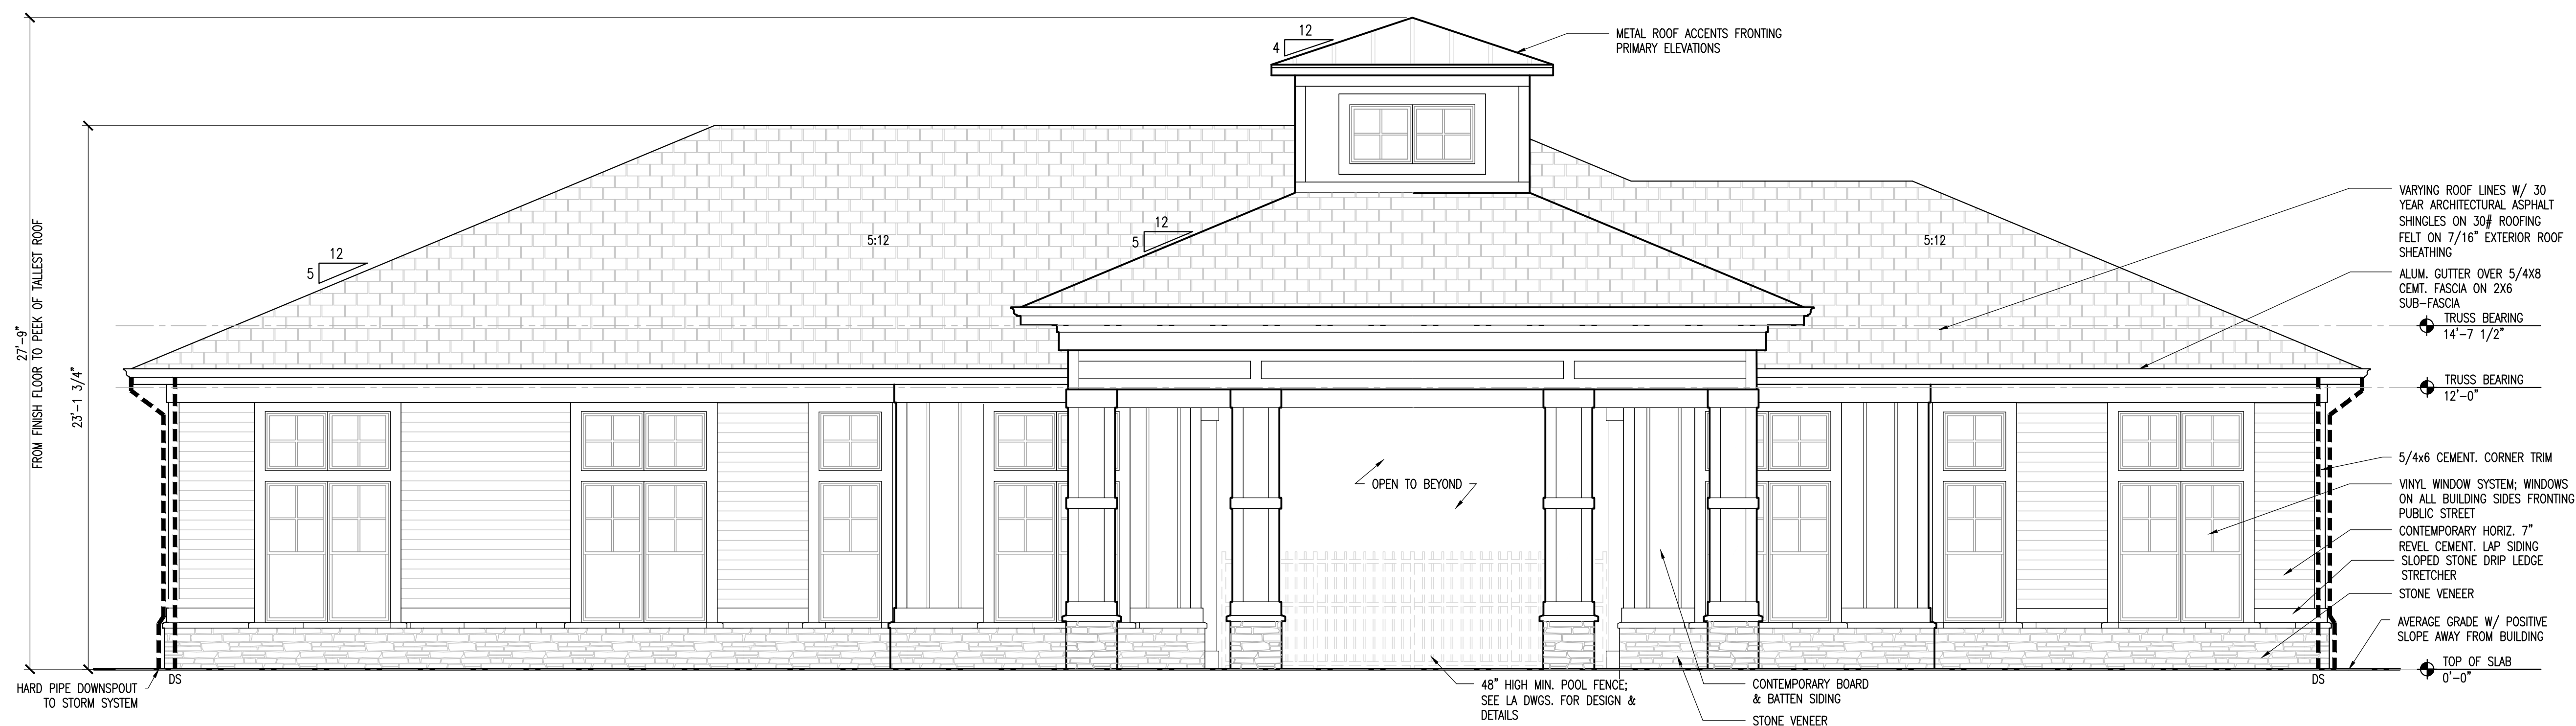 27'-9"
FROM FINISH FLOOR TO PEEK OF TALLEST ROOF
23'-1 3/4"
12
4
METAL ROOF ACCENTS FRONTING
PRIMARY ELEVATIONS
12
5
5:12
12
5
5:12
VARYING ROOF LINES W/ 30
YEAR ARCHITECTURAL ASPHALT
SHINGLES ON 30# ROOFING
FELT ON 7/16" EXTERIOR ROOF
SHEATHING
ALUM. GUTTER OVER 5/4X8
CEMT. FASCIA ON 2X6
SUB-FASCIA
TRUSS BEARING
14'-7 1/2"
TRUSS BEARING
12'-0"
5/4x6 CEMENT. CORNER TRIM
VINYL WINDOW SYSTEM; WINDOWS
ON ALL BUILDING SIDES FRONTING
PUBLIC STREET
CONTEMPORARY HORIZ. 7"
REVEL CEMENT. LAP SIDING
SLOPED STONE DRIP LEDGE
STRETCHER
STONE VENEER
AVERAGE GRADE W/ POSITIVE
SLOPE AWAY FROM BUILDING
TOP OF SLAB
0'-0"
OPEN TO BEYOND
HARD PIPE DOWNSPOUT
TO STORM SYSTEM
DS
48" HIGH MIN. POOL FENCE;
SEE LA DWGS. FOR DESIGN &
DETAILS
CONTEMPORARY BOARD
& BATTEN SIDING
STONE VENEER
DS